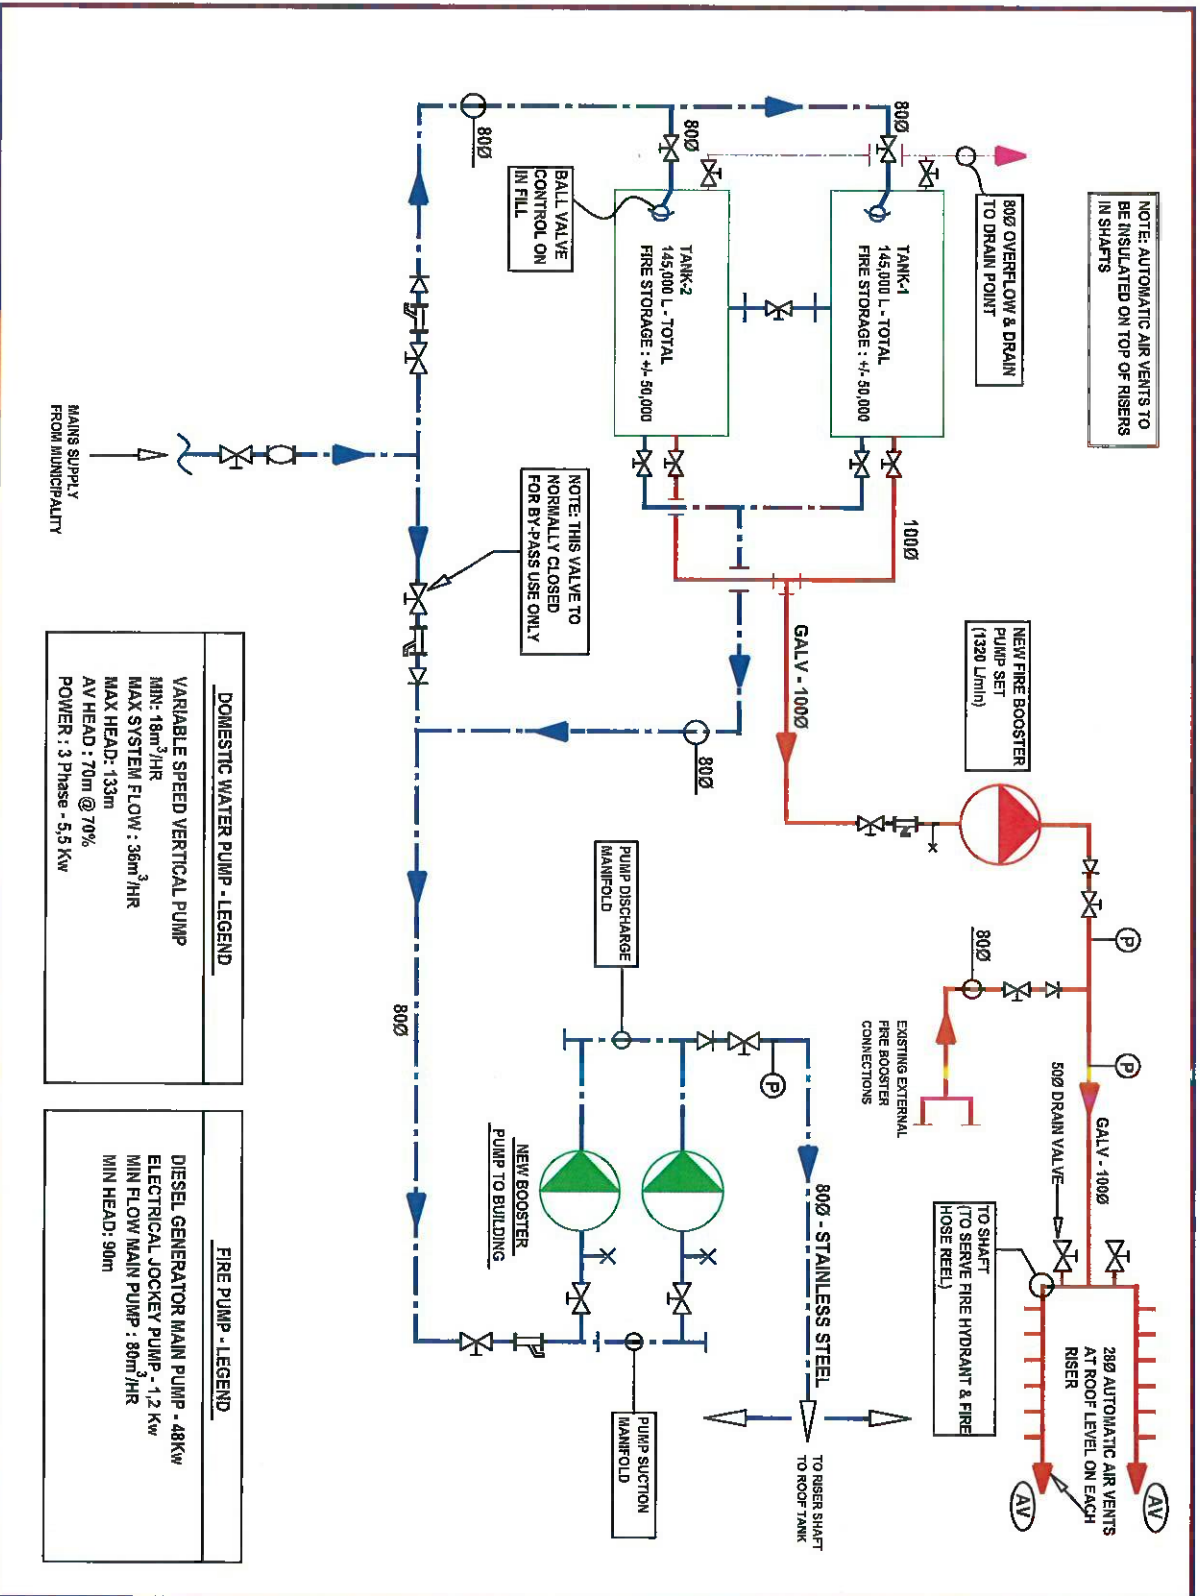 NOTE: AUTOMATIC AIR VENTS TO
BE INSULATED ON TOP OF RISERS
IN SHAFTS
80Ø OVERFLOW & DRAIN
TO DRAIN POINT
80Ø
TANK-1
145,000 L - TOTAL
FIRE STORAGE : +/- 50,000
80Ø
TANK-2
145,000 L - TOTAL
FIRE STORAGE : +/- 50,000
BALL VALVE
CONTROL ON
IN FILL
80Ø
100Ø
NEW FIRE BOOSTER
PUMP SET
(1320 L/min)
GALV - 100Ø
P
P
80Ø
EXISTING EXTERNAL
FIRE BOOSTER
CONNECTIONS
GALV - 100Ø
50Ø DRAIN VALVE
TO SHAFT
(TO SERVE FIRE HYDRANT & FIRE
HOSE REEL)
28Ø AUTOMATIC AIR VENTS
AT ROOF LEVEL ON EACH
RISER
AV
AV
NOTE: THIS VALVE TO
NORMALLY CLOSED
FOR BY-PASS USE ONLY
80Ø
PUMP DISCHARGE
MANIFOLD
P
80Ø - STAINLESS STEEL
TO RISER SHAFT
TO ROOF TANK
NEW BOOSTER
PUMP TO BUILDING
PUMP SUCTION
MANIFOLD
80Ø
MAINS SUPPLY
FROM MUNICIPALITY
DOMESTIC WATER PUMP - LEGEND
VARIABLE SPEED VERTICAL PUMP
MIN: 18m³/HR
MAX SYSTEM FLOW : 36m³/HR
MAX HEAD: 133m
AV HEAD : 70m @ 70%
POWER : 3 Phase - 5,5 Kw
FIRE PUMP - LEGEND
DIESEL GENERATOR MAIN PUMP - 48Kw
ELECTRICAL JOCKEY PUMP - 1,2 Kw
MIN FLOW MAIN PUMP : 80m³/HR
MIN HEAD: 90m